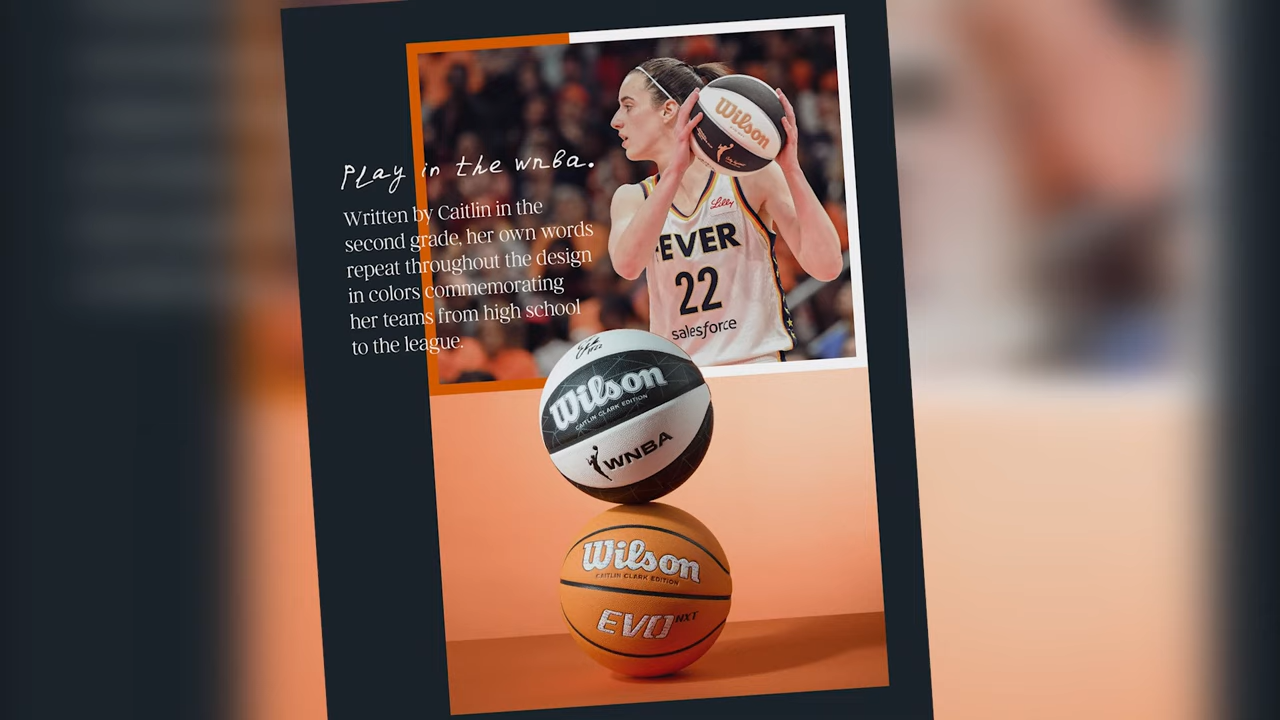 Play in the wnba.
Written by Caitlin in the
second grade, her own words
repeat throughout the design
in colors commemorating
her teams from high school
to the league.
Wilson
Lilly
FEVER
22
salesforce
Wilson
CAITLIN CLARK EDITION
WNBA
Wilson
CAITLIN CLARK EDITION
EVO NXT